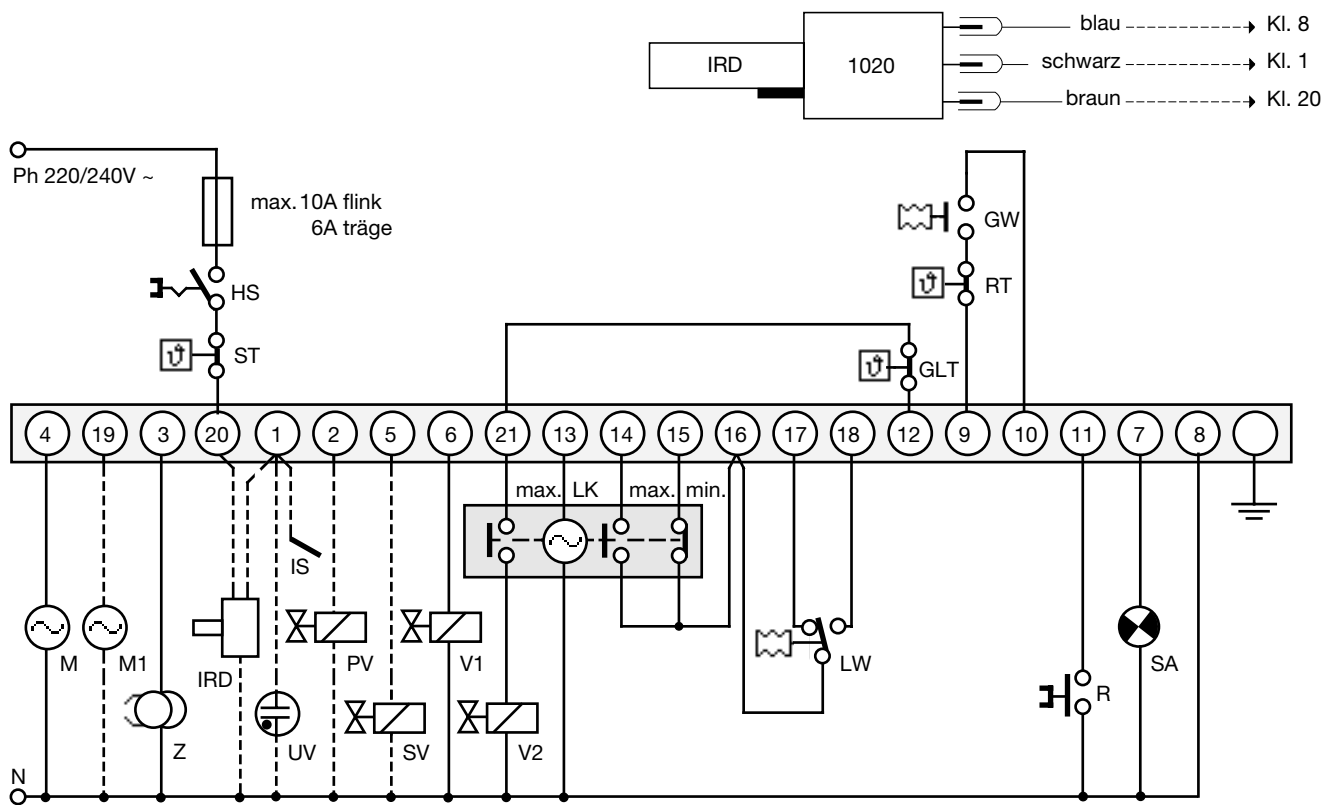 IRD
1020
blau
Kl. 8
schwarz
Kl. 1
braun
Kl. 20
Ph 220/240V ~
max. 10A flink
6A träge
HS
ϑ
ST
GW
ϑ
RT
ϑ
GLT
4 19 3 20 1 2 5 6 21 13 14 15 16 17 18 12 9 10 11 7 8
max. LK max. min.
IS
M
M1
IRD
PV
V1
LW
SA
R
Z
UV
SV
V2
N